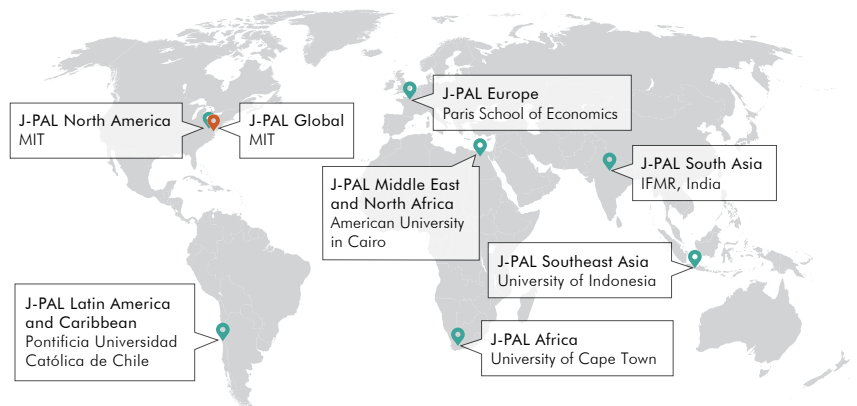 J-PAL Europe
Paris School of Economics
J-PAL North America
MIT
J-PAL Global
MIT
J-PAL South Asia
IFMR, India
J-PAL Middle East
and North Africa
American University
in Cairo
J-PAL Southeast Asia
University of Indonesia
J-PAL Latin America
and Caribbean
Pontificia Universidad
Católica de Chile
J-PAL Africa
University of Cape Town